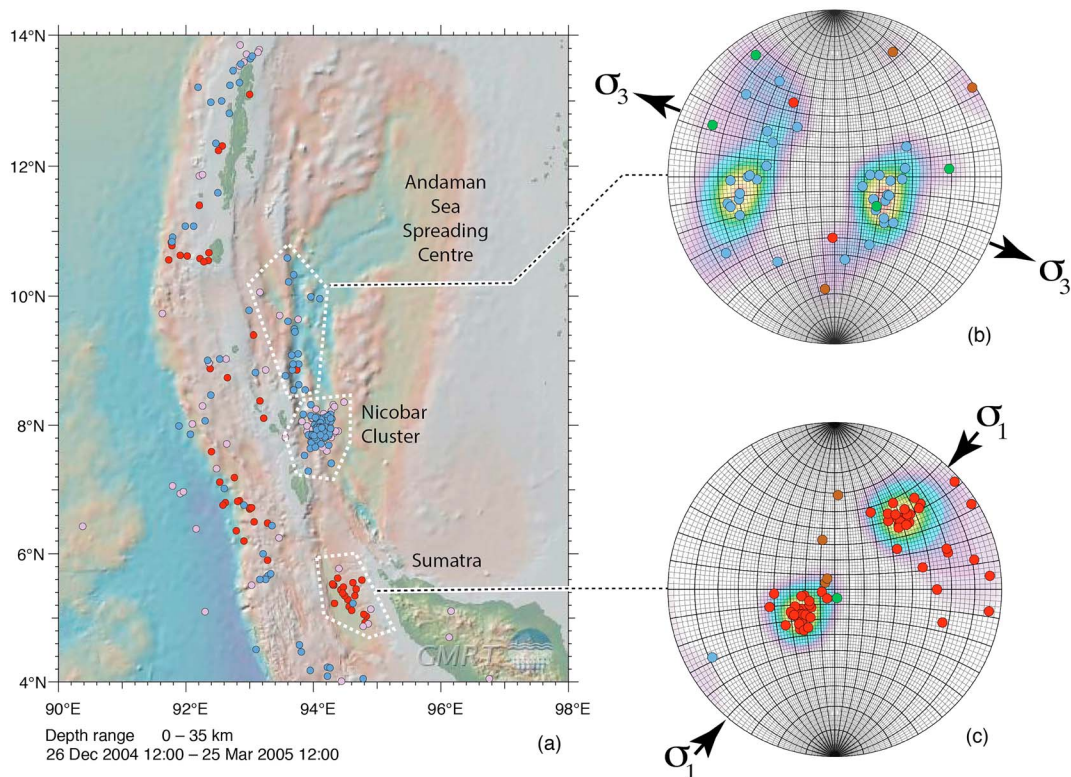 14°N
12°N
10°N
8°N
6°N
4°N
90°E
92°E
94°E
96°E
98°E
Andaman
Sea
Spreading
Centre
Nicobar
Cluster
Sumatra
GMRT
Depth range 0 – 35 km
26 Dec 2004 12:00 – 25 Mar 2005 12:00
(a)
σ3
σ3
(b)
σ1
σ1
(c)